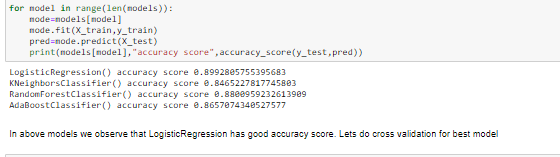 for model in range(len(models)):
    mode=models[model]
    mode.fit(X_train,y_train)
    pred=mode.predict(X_test)
    print(models[model],"accuracy score",accuracy_score(y_test,pred))
LogisticRegression() accuracy score 0.8992805755395683
KNeighborsClassifier() accuracy score 0.8465227817745803
RandomForestClassifier() accuracy score 0.8800959232613909
AdaBoostClassifier() accuracy score 0.8657074340527577
In above models we observe that LogisticRegression has good accuracy score. Lets do cross validation for best model